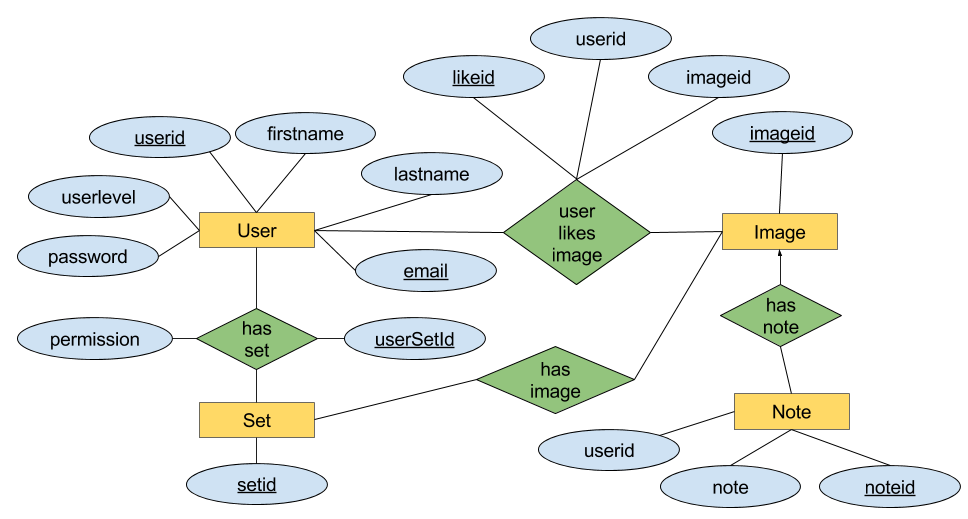 userid
likeid
imageid
userid
firstname
imageid
lastname
userlevel
user
likes
image
User
Image
password
email
has
note
permission
has
set
userSetId
has
image
Set
Note
userid
setid
note
noteid